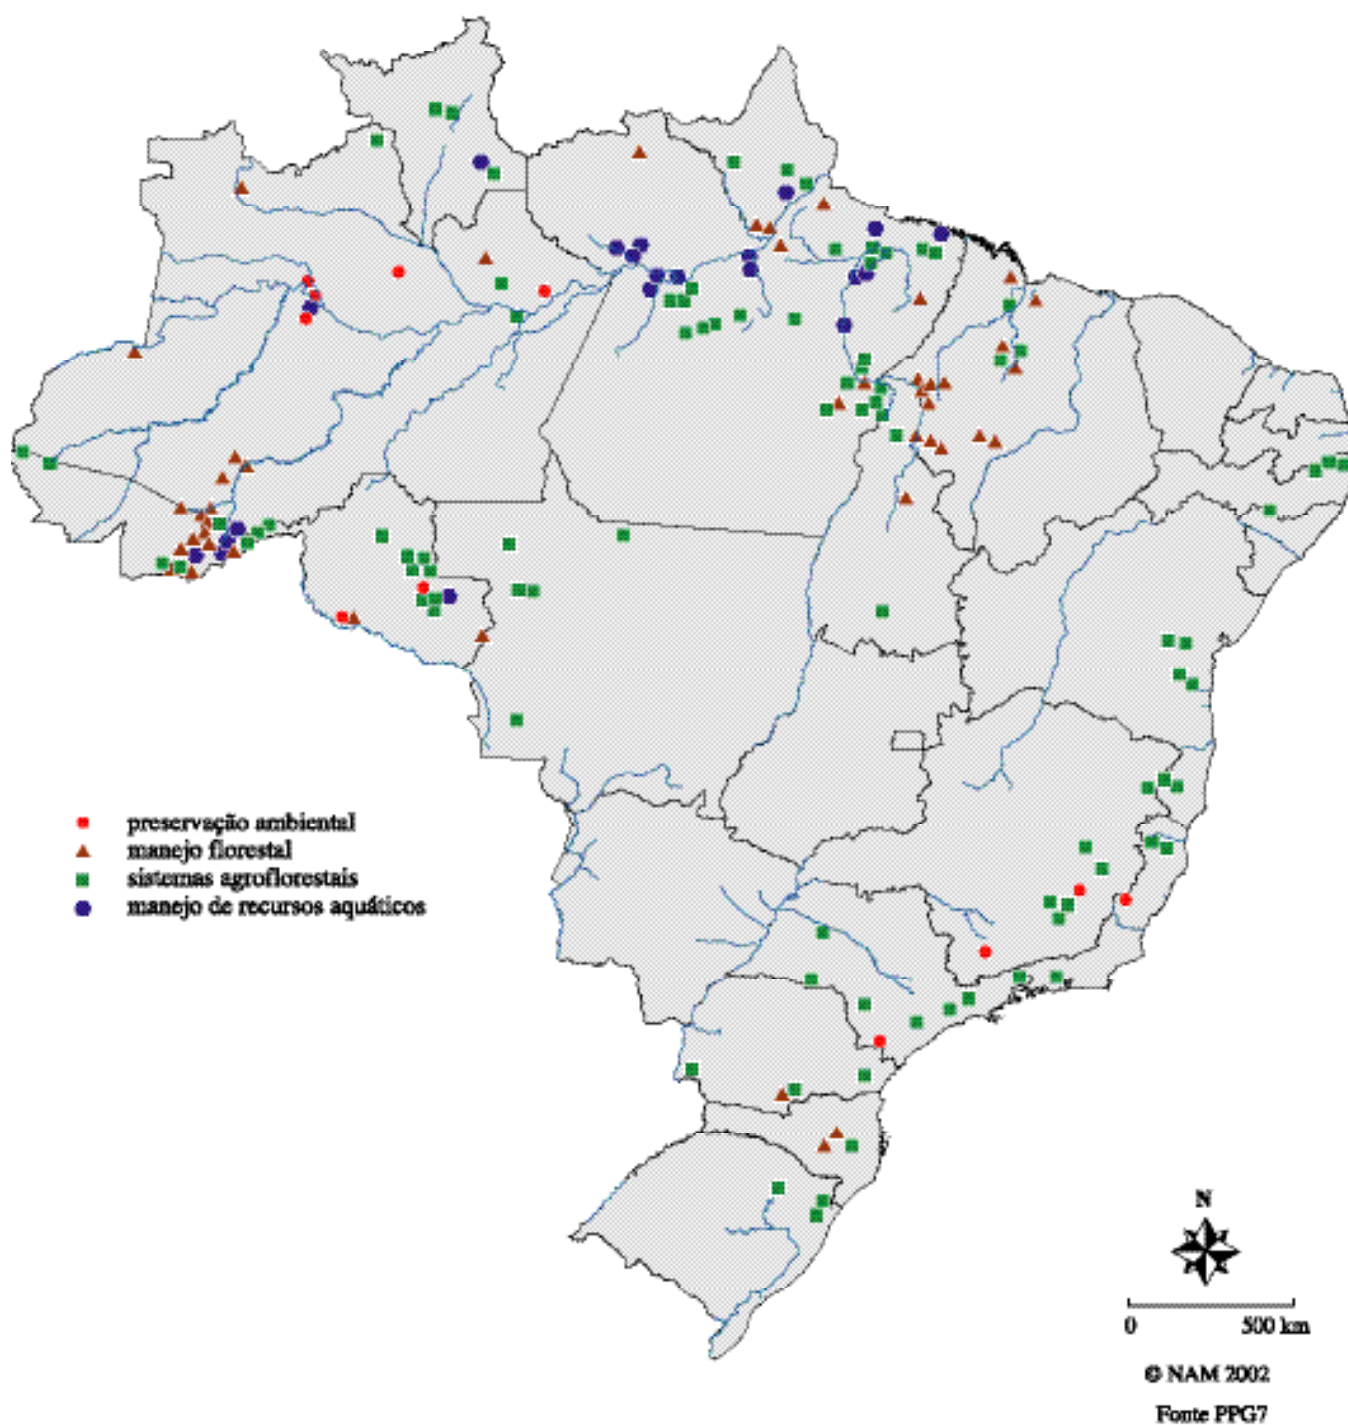 preservação ambiental
manejo florestal
sistemas agroflorestais
manejo de recursos aquáticos
N
0 500 km
© NAM 2002
Fonte PPG7